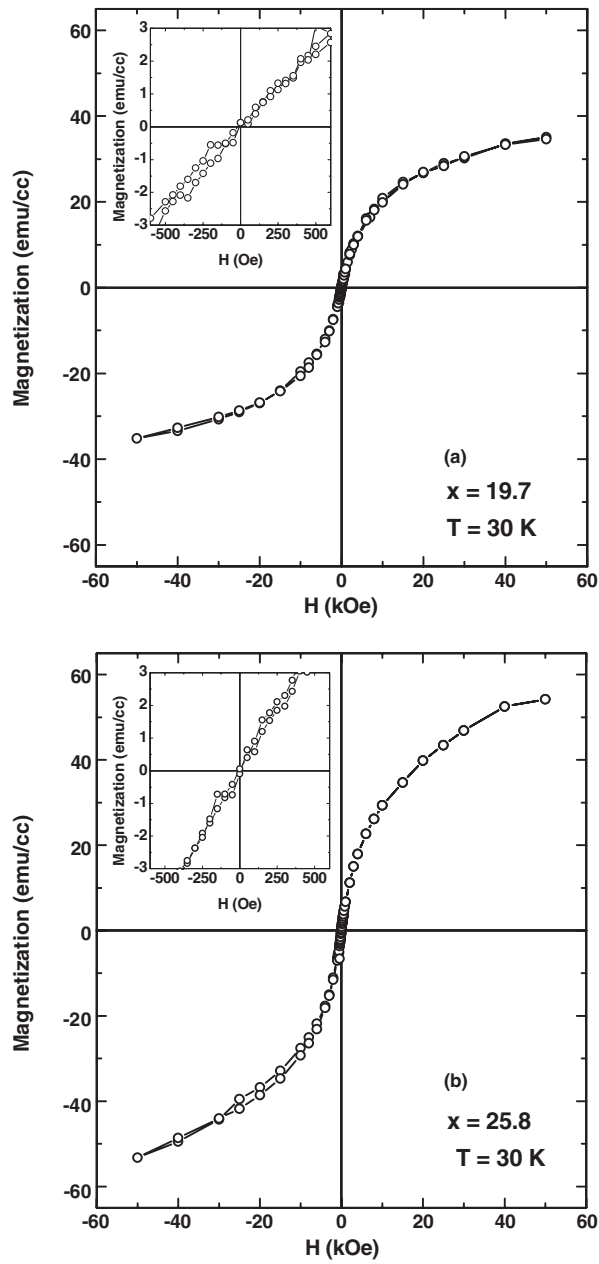 3
2
1
0
-1
-2
-3
Magnetization (emu/cc)
-500 -250 0 250 500
H (Oe)
60
40
20
0
-20
-40
-60
Magnetization (emu/cc)
(a)
x = 19.7
T = 30 K
-60 -40 -20 0 20 40 60
H (kOe)
3
2
1
0
-1
-2
-3
Magnetization (emu/cc)
-500 -250 0 250 500
H (Oe)
60
40
20
0
-20
-40
-60
Magnetization (emu/cc)
(b)
x = 25.8
T = 30 K
-60 -40 -20 0 20 40 60
H (kOe)